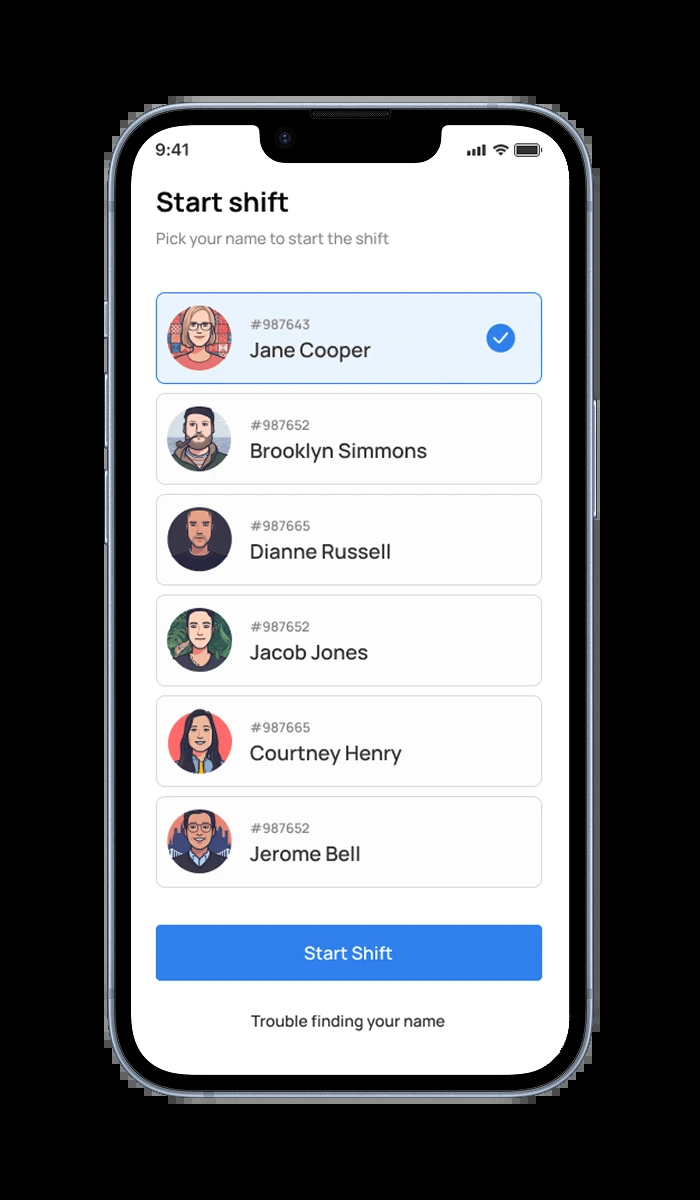 9:41
Start shift
Pick your name to start the shift
#987643
Jane Cooper
#987652
Brooklyn Simmons
#987665
Dianne Russell
#987652
Jacob Jones
#987665
Courtney Henry
#987652
Jerome Bell
Start Shift
Trouble finding your name